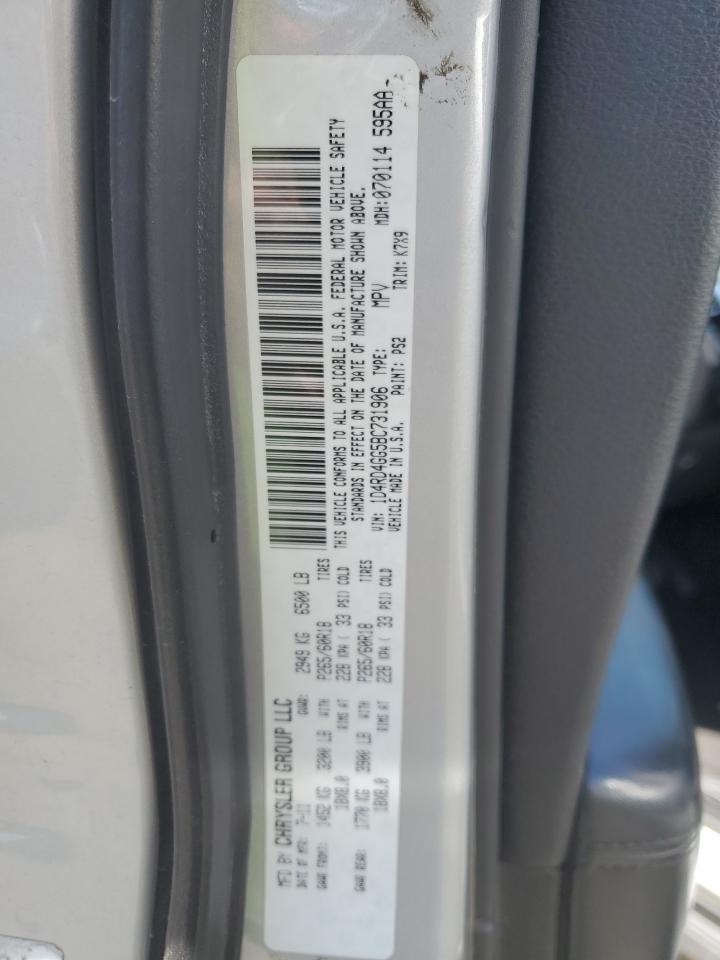 MFD BY CHRYSLER GROUP LLC
DATE OF MFR: 7-11 GVWR: 2949 KG 6500 LB
GAWR FRONT: 1452 KG 3200 LB WITH P265/60R18 TIRES
18X8.0 RIMS AT 228 KPA ( 33 PSI) COLD
GAWR REAR: 1770 KG 3900 LB WITH P265/60R18 TIRES
18X8.0 RIMS AT 228 KPA ( 33 PSI) COLD
THIS VEHICLE CONFORMS TO ALL APPLICABLE U.S.A. FEDERAL MOTOR VEHICLE SAFETY
STANDARDS IN EFFECT ON THE DATE OF MANUFACTURE SHOWN ABOVE.
VIN: 1D4RD4GG5BC731906 TYPE: MPV MDH:070114 595AA
VEHICLE MADE IN U.S.A. PAINT: PS2 TRIM: K7X9